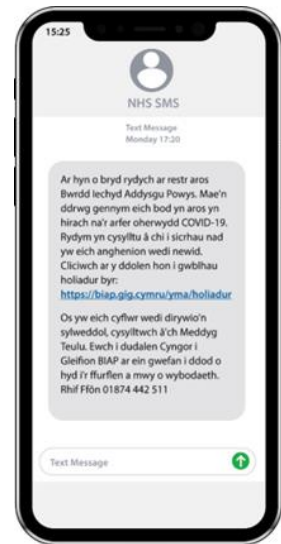 15:25
NHS SMS
Text Message
Monday 17:20
Ar hyn o bryd rydych ar restr aros
Bwrdd Iechyd Addysgu Powys. Mae'n
ddrwg gennym eich bod yn aros yn
hirach na'r arfer oherwydd COVID-19.
Rydym yn cysylltu â chi i sicrhau nad
yw eich anghenion wedi newid.
Cliciwch ar y ddolen hon i gwblhau
holiadur byr:
https://biap.gig.cymru/yma/holiadur
Os yw eich cyflwr wedi dirywio'n
sylweddol, cysylltwch â'ch Meddyg
Teulu. Ewch i dudalen Cyngor i
Gleifion BIAP ar ein gwefan i ddod o
hyd i'r ffurflen a mwy o wybodaeth.
Rhif Ffôn 01874 442 511
Text Message